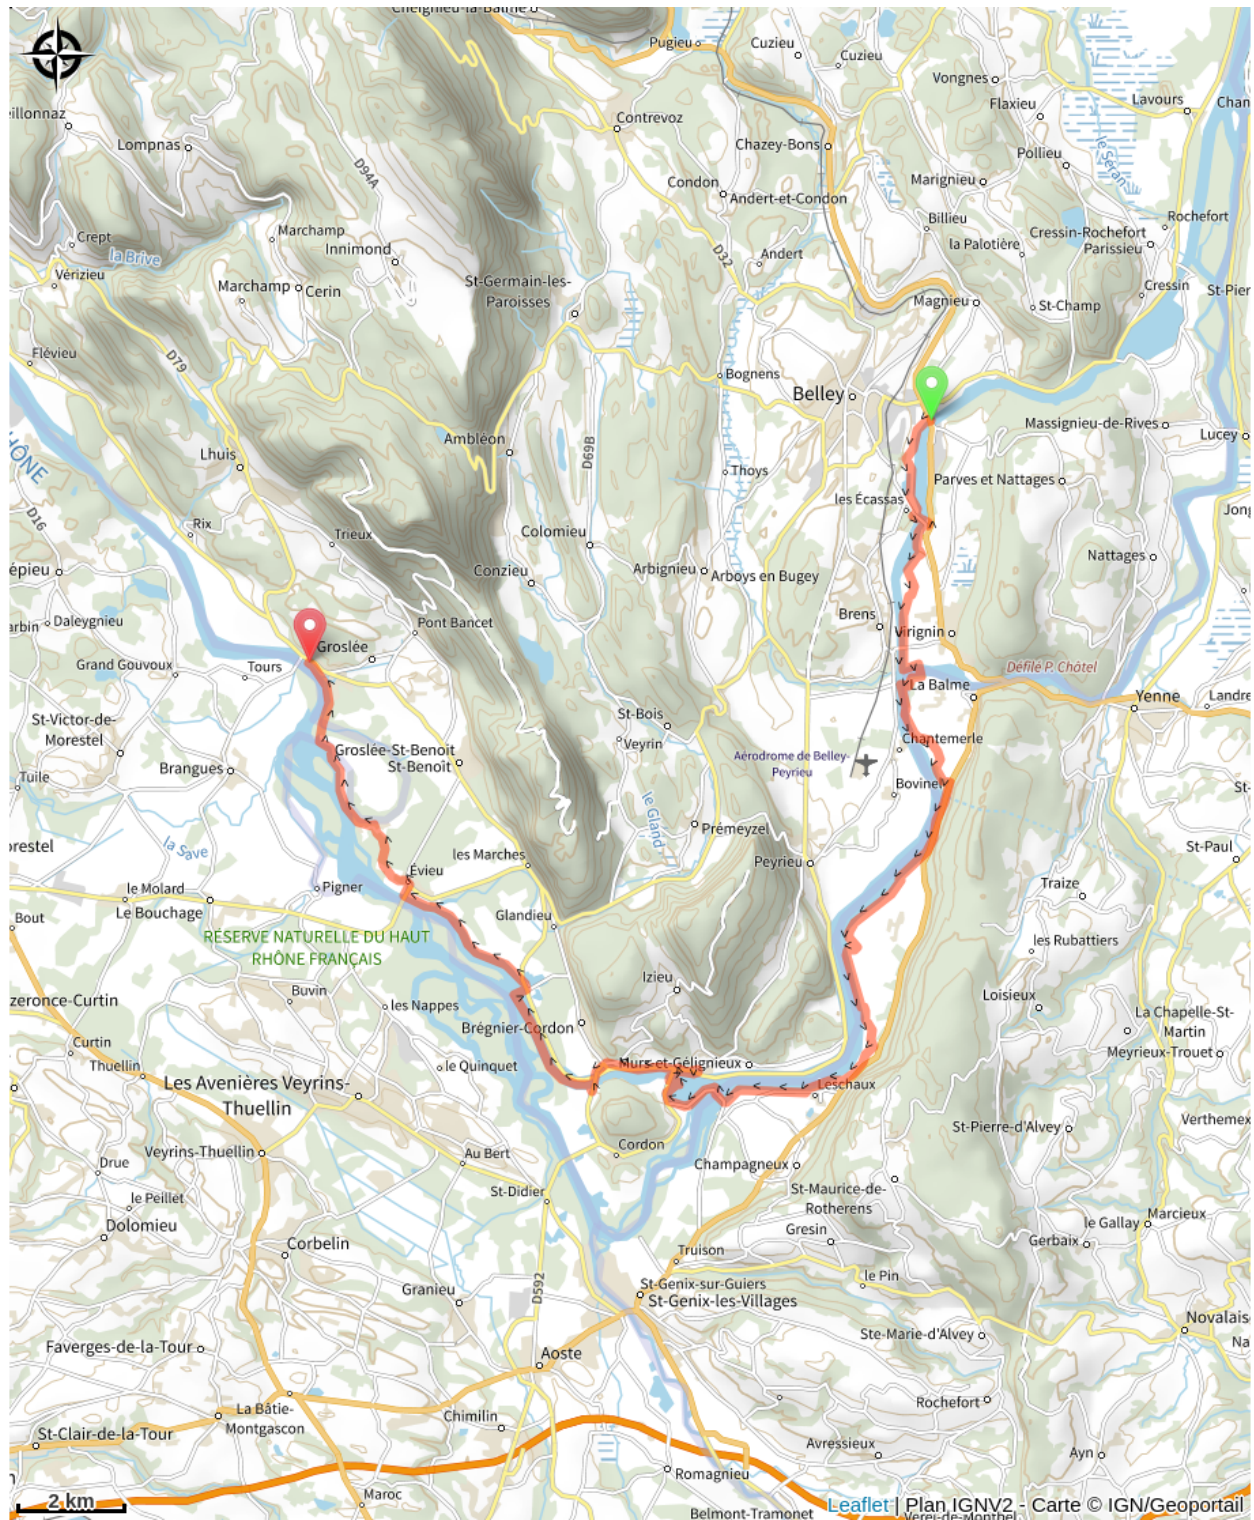 Pugieu
Cuzieu
Cuzieu
Vongnes
Flaxieu
Lavours
Contrevoz
Chazey-Bons
le Séran
Lompnas
D94A
Pollieu
Condon
Andert-et-Condon
Marignieu
Billieu
Rochefort
Crept
la Brive
Marchamp
Innimond
la Palotière
Cressin-Rochefort
Parissieu
D32
Andert
Vérizieu
Marchamp
Cerin
St-Germain-les-
Paroisses
Magnieu
St-Champ
Cressin
Flévieu
D79
Bognens
Belley
Massignieu-de-Rives
Lucey
Ambléon
D69B
Lhuis
Thoys
Parves et Nattages
les Écassas
D16
Rix
Trieux
Colomieu
Nattages
Conzieu
Arbignieu
Arboys en Bugey
Daleygnieu
Pont Bancet
Brens
Virignin
Groslée
Grand Gouvoux
Tours
Défilé P. Châtel
La Balme
Yenne
St-Victor-de-
Morestel
St-Bois
Veyrin
Chantemerle
Groslée-St-Benoit
St-Benoît
Brangues
Aérodrome de Belley-
Peyrieu
Tuile
le Gland
Prémeyzel
la Save
les Marches
Peyrieu
St-Paul
Évieu
Pigner
le Molard
Le Bouchage
Traize
Bout
Glandieu
RÉSERVE NATURELLE DU HAUT
RHÔNE FRANÇAIS
les Rubattiers
Izieu
Buvin
les Nappes
Loisieux
La Chapelle-St-
Martin
Brégnier-Cordon
Curtin
Thuellin
le Quinquet
Murs-et-Gélignieux
Meyrieux-Trouet
Les Avenières Veyrins-
Thuellin
Leschaux
St-Pierre-d'Alvey
Cordon
Veyrins-Thuellin
Au Bert
Champagneux
Drue
St-Didier
St-Maurice-de-
Rotherens
le Peillet
Dolomieu
Gresin
le Gallay
Marcieux
Gerbaix
Corbelin
Truison
le Pin
Granieu
D592
St-Genix-sur-Guiers
St-Genix-les-Villages
Ste-Marie-d'Alvey
Faverges-de-la-Tour
Aoste
Rochefort
La Bâtie-
Montgascon
Chimilin
St-Clair-de-la-Tour
Avressieux
Ayn
Romagnieu
Maroc
2 km
Belmont-Tramonet
Leaflet | Plan IGNV2 - Carte © IGN/Geoportail